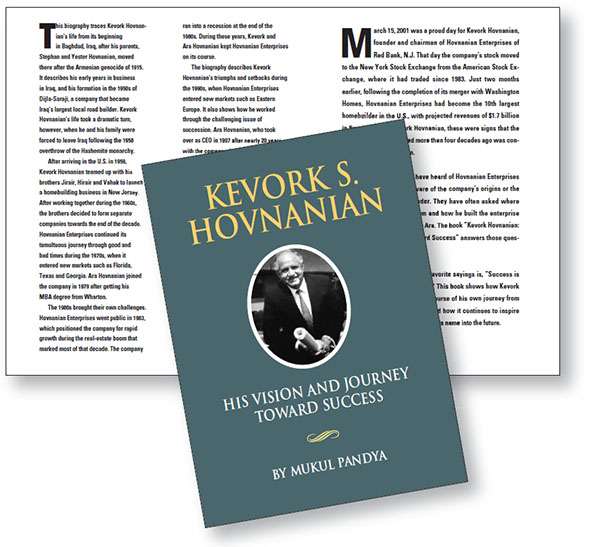 This biography traces Kevork Hovnan-
ian's life from its beginning
in Baghdad, Iraq, after his parents,
Stephan and Yester Hovnanian, moved
there after the Armenian genocide of 1915.
It describes his early years in business
in Iraq, and his formation in the 1950s of
Dijla-Saraji, a company that became
Iraq's largest local road builder. Kevork
Hovnanian's life took a dramatic turn,
however, when he and his family were
forced to leave Iraq following the 1958
overthrow of the Hashemite monarchy.
After arriving in the U.S. in 1959,
Kevork Hovnanian teamed up with his
brothers Jirair, Hirair and Vahak to launch
a homebuilding business in New Jersey.
After working together during the 1960s,
the brothers decided to form separate
companies towards the end of the decade.
Hovnanian Enterprises continued its
tumultuous journey through good and
bad times during the 1970s, when it
entered new markets such as Florida,
Texas and Georgia. Ara Hovnanian joined
the company in 1979 after getting his
MBA degree from Wharton.
The 1980s brought their own challenges.
Hovnanian Enterprises went public in 1983,
which positioned the company for rapid
growth during the real-estate boom that
marked most of that decade. The company
ran into a recession at the end of the
1980s. During these years, Kevork and
Ara Hovnanian kept Hovnanian Enterprises
on its course.
The biography describes Kevork
Hovnanian's triumphs and setbacks during
the 1990s, when Hovnanian Enterprises
entered new markets such as Eastern
Europe. It also shows how he worked
through the challenging issue of
succession. Ara Hovnanian, who took
over as CEO in 1997 after nearly 20 years
with the company
March 15, 2001 was a proud day for Kevork Hovnanian,
founder and chairman of Hovnanian Enterprises of
Red Bank, N.J. That day the company's stock moved
to the New York Stock Exchange from the American Stock Ex-
change, where it had traded since 1983. Just two months
earlier, following the completion of its merger with Washington
Homes, Hovnanian Enterprises had become the 10th largest
homebuilder in the U.S., with projected revenues of $1.7 billion
Hovnanian, these were signs that the
more then four decades ago was con-
have heard of Hovnanian Enterprises
of the company's origins or the
They have often asked where
and how he built the enterprise
Ara. The book "Kevork Hovnanian:
Success" answers those ques-
favorite sayings is, "Success is
This book shows how Kevork
of his own journey from
how it continues to inspire
name into the future.
KEVORK S.
HOVNANIAN
HIS VISION AND JOURNEY
TOWARD SUCCESS
BY MUKUL PANDYA